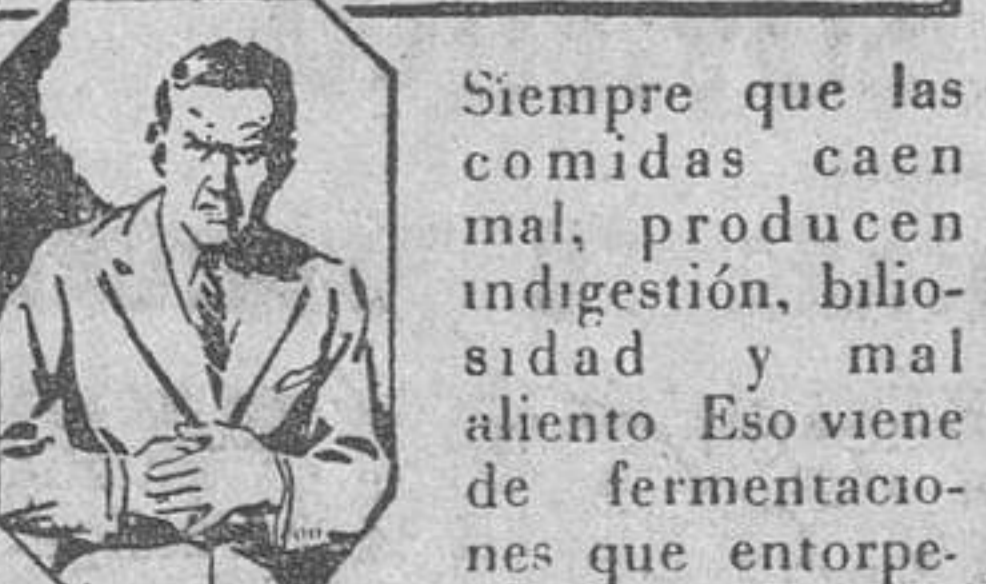 Siempre que las
comidas caen
mal, producen
indigestión, bilio-
sidad y mal
aliento Eso viene
de fermentacio-
nes que entorpe-